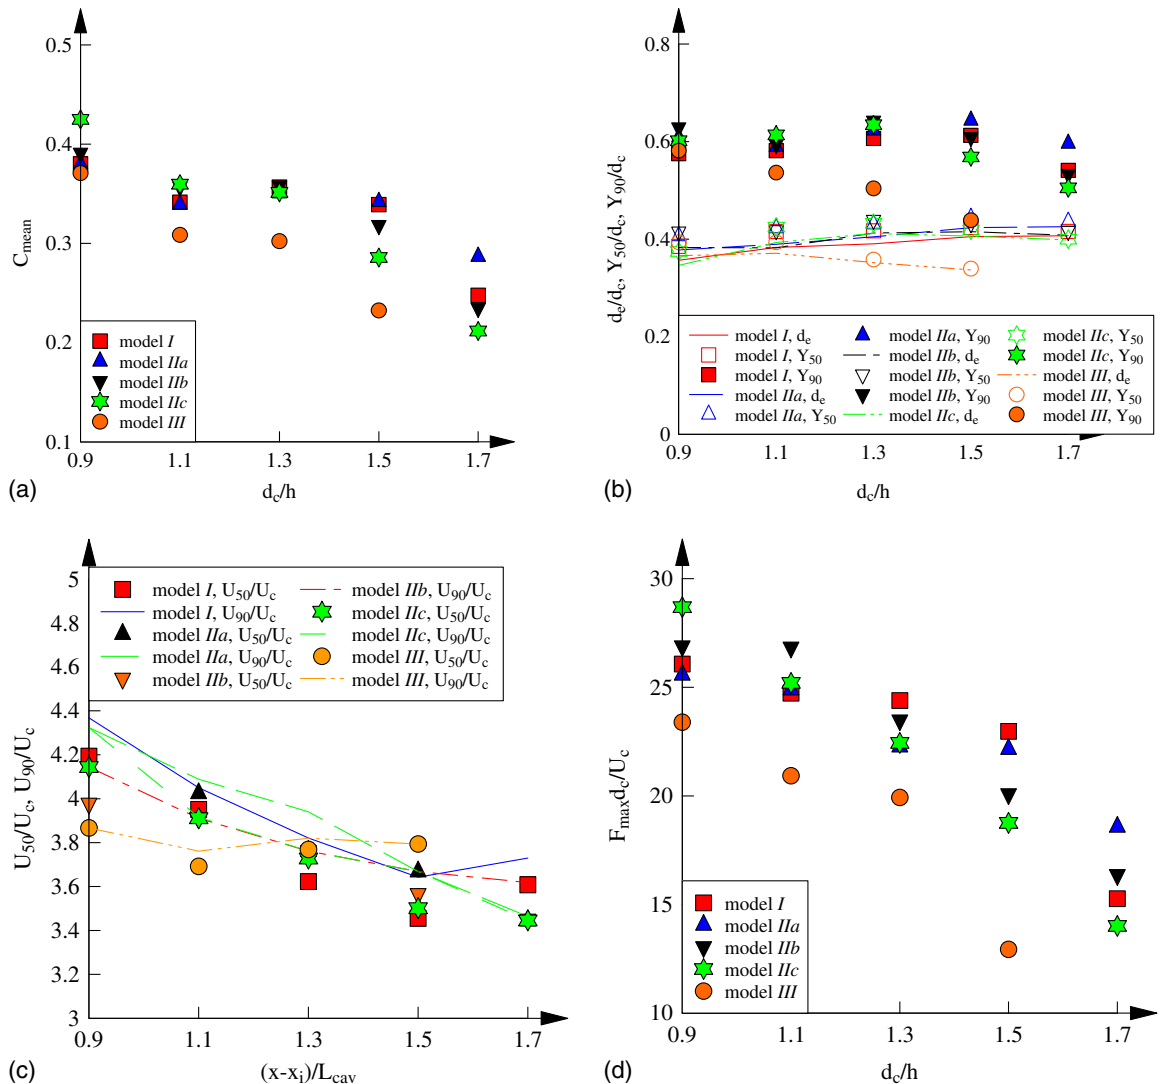 0.5
0.4
0.3
0.2
0.1
C_mean
model I
model IIa
model IIb
model IIc
model III
0.9 1.1 1.3 1.5 1.7
(a)
d_c/h
0.8
0.6
0.4
0.2
0
d_e/d_c, Y_50/d_c, Y_90/d_c
model I, d_e
model I, Y_50
model I, Y_90
model IIa, d_e
model IIa, Y_50
model IIa, Y_90
model IIb, d_e
model IIb, Y_50
model IIb, Y_90
model IIc, d_e
model IIc, Y_50
model IIc, Y_90
model III, d_e
model III, Y_50
model III, Y_90
0.9 1.1 1.3 1.5 1.7
(b)
d_c/h
5
4.8
4.6
4.4
4.2
4
3.8
3.6
3.4
3.2
3
U_50/U_c, U_90/U_c
model I, U_50/U_c
model I, U_90/U_c
model IIa, U_50/U_c
model IIa, U_90/U_c
model IIb, U_50/U_c
model IIb, U_90/U_c
model IIc, U_50/U_c
model IIc, U_90/U_c
model III, U_50/U_c
model III, U_90/U_c
0.9 1.1 1.3 1.5 1.7
(c)
(x-x_i)/L_cav
30
25
20
15
10
F_max d_c/U_c
model I
model IIa
model IIb
model IIc
model III
0.9 1.1 1.3 1.5 1.7
(d)
d_c/h